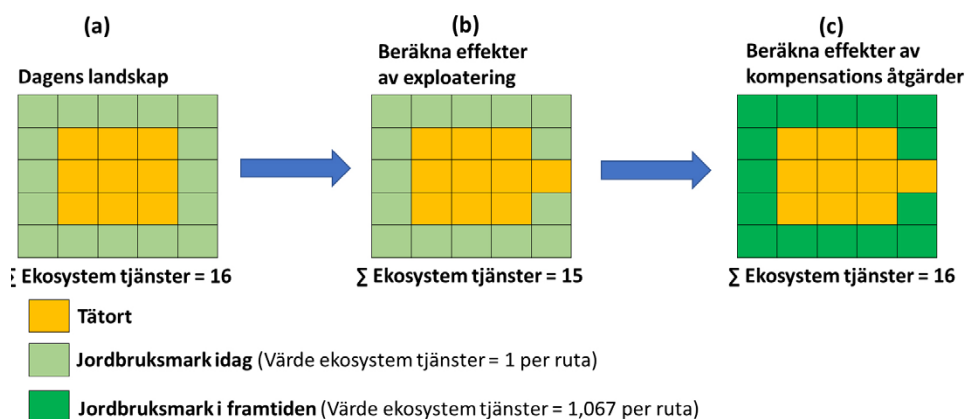 (a)
Dagens landskap
(b)
Beräkna effekter
av exploatering
(c)
Beräkna effekter av
kompensations åtgärder
∑ Ekosystem tjänster = 16
∑ Ekosystem tjänster = 15
∑ Ekosystem tjänster = 16
Tätort
Jordbruksmark idag (Värde ekosystem tjänster = 1 per ruta)
Jordbruksmark i framtiden (Värde ekosystem tjänster = 1,067 per ruta)